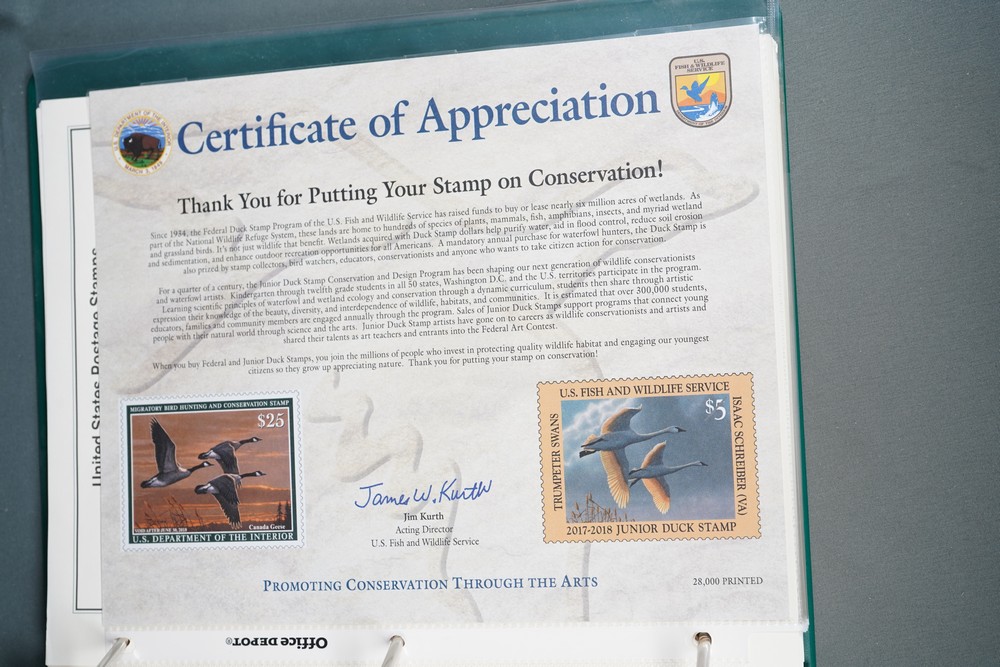 U.S.
FISH & WILDLIFE
SERVICE
Certificate of Appreciation
MARCH 3, 1849
Thank You for Putting Your Stamp on Conservation!
Since 1934, the Federal Duck Stamp Program of the U.S. Fish and Wildlife Service has raised funds to buy or lease nearly six million acres of wetlands. As
part of the National Wildlife Refuge System, these lands are home to hundreds of species of plants, mammals, fish, amphibians, insects, and myriad wetland
and grassland birds. It's not just wildlife that benefit. Wetlands acquired with Duck Stamp dollars help purify water, aid in flood control, reduce soil erosion
and sedimentation, and enhance outdoor recreation opportunities for all Americans. A mandatory annual purchase for waterfowl hunters, the Duck Stamp is
also prized by stamp collectors, bird watchers, educators, conservationists and anyone who wants to take citizen action for conservation.
For a quarter of a century, the Junior Duck Stamp Conservation and Design Program has been shaping our next generation of wildlife conservationists
and waterfowl artists. Kindergarten through twelfth grade students in all 50 states, Washington D.C. and the U.S. territories participate in the program.
Learning scientific principles of waterfowl and wetland ecology and conservation through a dynamic curriculum, students then share through artistic
expression their knowledge of the beauty, diversity, and interdependence of wildlife, habitats, and communities. It is estimated that over 300,000 students,
educators, families and community members are engaged annually through the program. Sales of Junior Duck Stamps support programs that connect young
people with their natural world through science and the arts. Junior Duck Stamp artists have gone on to careers as wildlife conservationists and artists and
shared their talents as art teachers and entrants into the Federal Art Contest.
When you buy Federal and Junior Duck Stamps, you join the millions of people who invest in protecting quality wildlife habitat and engaging our youngest
citizens so they grow up appreciating nature. Thank you for putting your stamp on conservation!
MIGRATORY BIRD HUNTING AND CONSERVATION STAMP
$25
Canada Geese
VOID AFTER JUNE 30, 2018
U.S. DEPARTMENT OF THE INTERIOR
James W. Kurth
Jim Kurth
Acting Director
U.S. Fish and Wildlife Service
U.S. FISH AND WILDLIFE SERVICE
$5
TRUMPETER SWANS
ISAAC SCHREIBER (VA)
2017-2018 JUNIOR DUCK STAMP
PROMOTING CONSERVATION THROUGH THE ARTS
28,000 PRINTED
Office DEPOT®
United States Postage Stamps